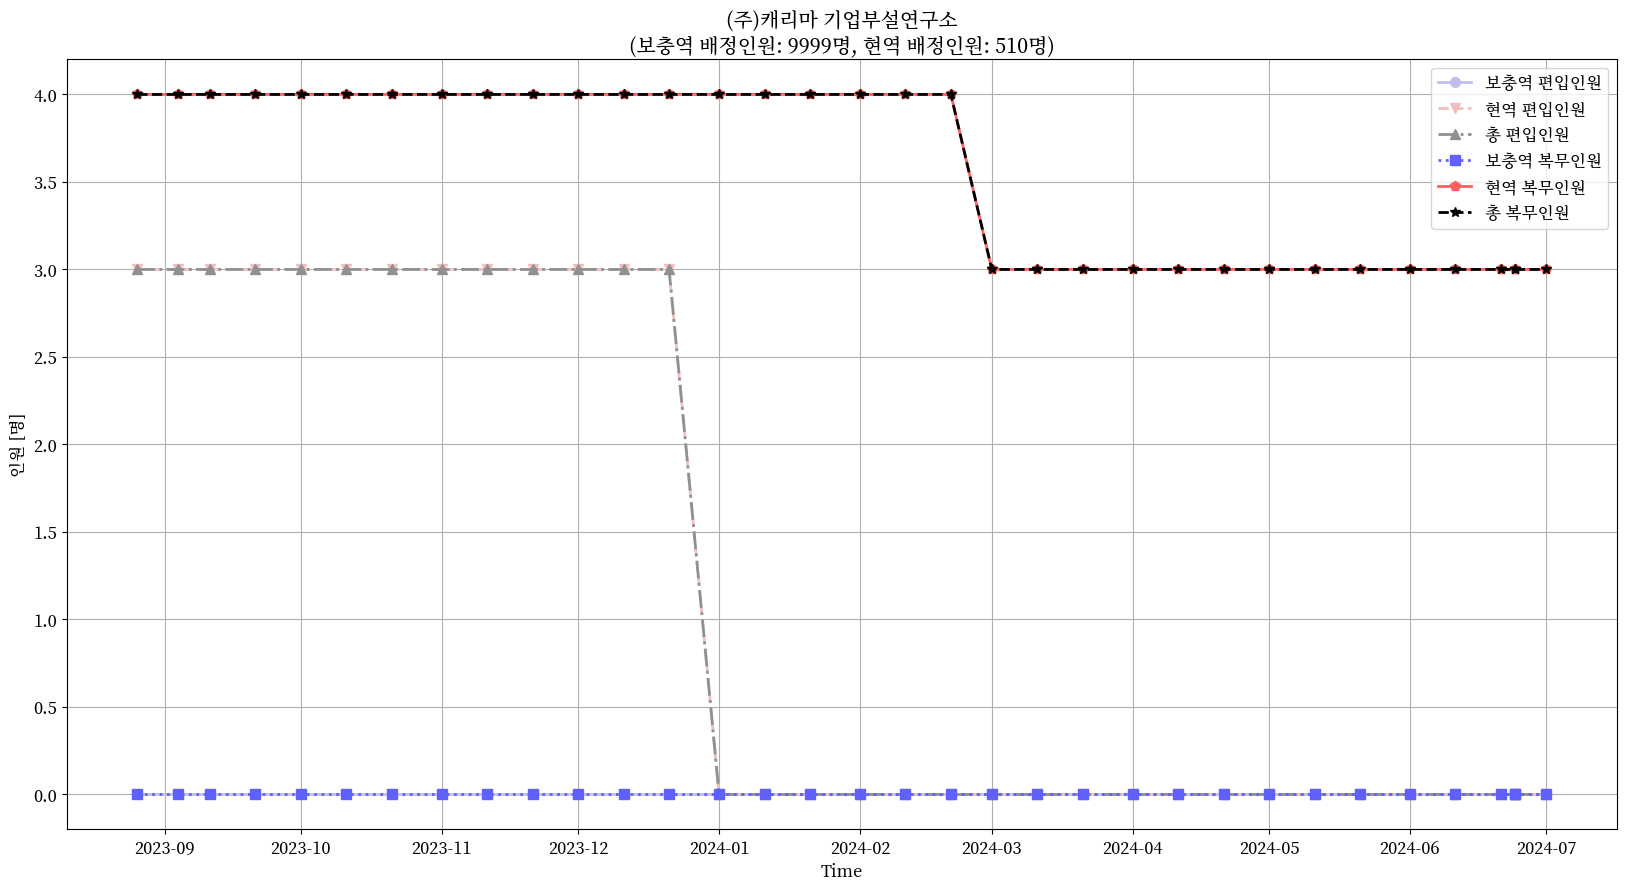 (주)캐리마 기업부설연구소
(보충역 배정인원: 9999명, 현역 배정인원: 510명)
보충역 편입인원
현역 편입인원
총 편입인원
보충역 복무인원
현역 복무인원
총 복무인원
4.0
3.5
3.0
2.5
2.0
1.5
1.0
0.5
0.0
인원 [명]
2023-09 2023-10 2023-11 2023-12 2024-01 2024-02 2024-03 2024-04 2024-05 2024-06 2024-07
Time